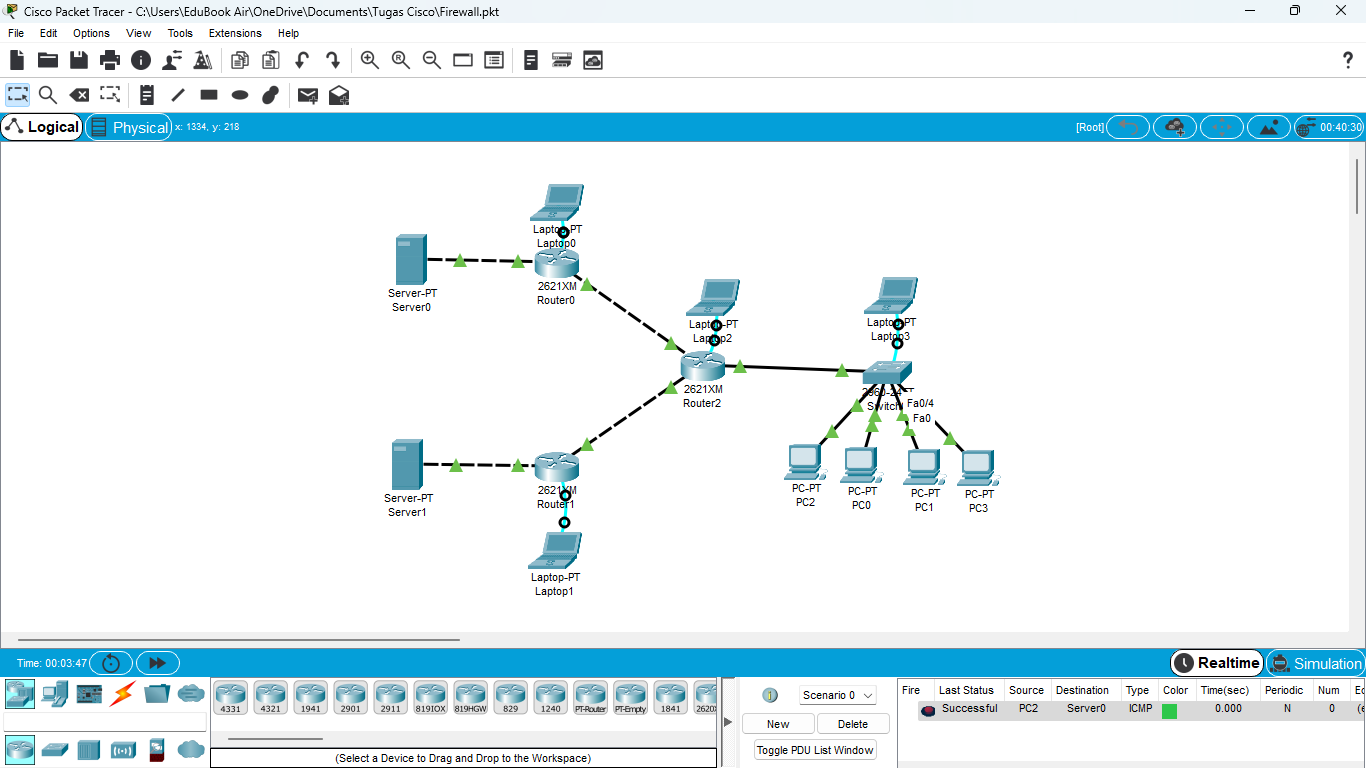 Cisco Packet Tracer - C:\Users\EduBook Air\OneDrive\Documents\Tugas Cisco\Firewall.pkt
File Edit Options View Tools Extensions Help
Logical Physical x: 1334, y: 218 [Root] 00:40:30
Laptop-PT
Laptop0
Server-PT
Server0
2621XM
Router0
Laptop-PT
Laptop2
Laptop-PT
Laptop3
2621XM
Router2
2960-24TT
Switch
Fa0/4
Fa0
Server-PT
Server1
2621XM
Router1
PC-PT
PC2
PC-PT
PC0
PC-PT
PC1
PC-PT
PC3
Laptop-PT
Laptop1
Time: 00:03:47 Realtime Simulation
4331 4321 1941 2901 2911 819IOX 819HGW 829 1240 PT-Router PT-Empty 1841 2620X
(Select a Device to Drag and Drop to the Workspace)
Scenario 0
New Delete
Toggle PDU List Window
Fire Last Status Source Destination Type Color Time(sec) Periodic Num Ed
Successful PC2 Server0 ICMP 0.000 N 0 (e